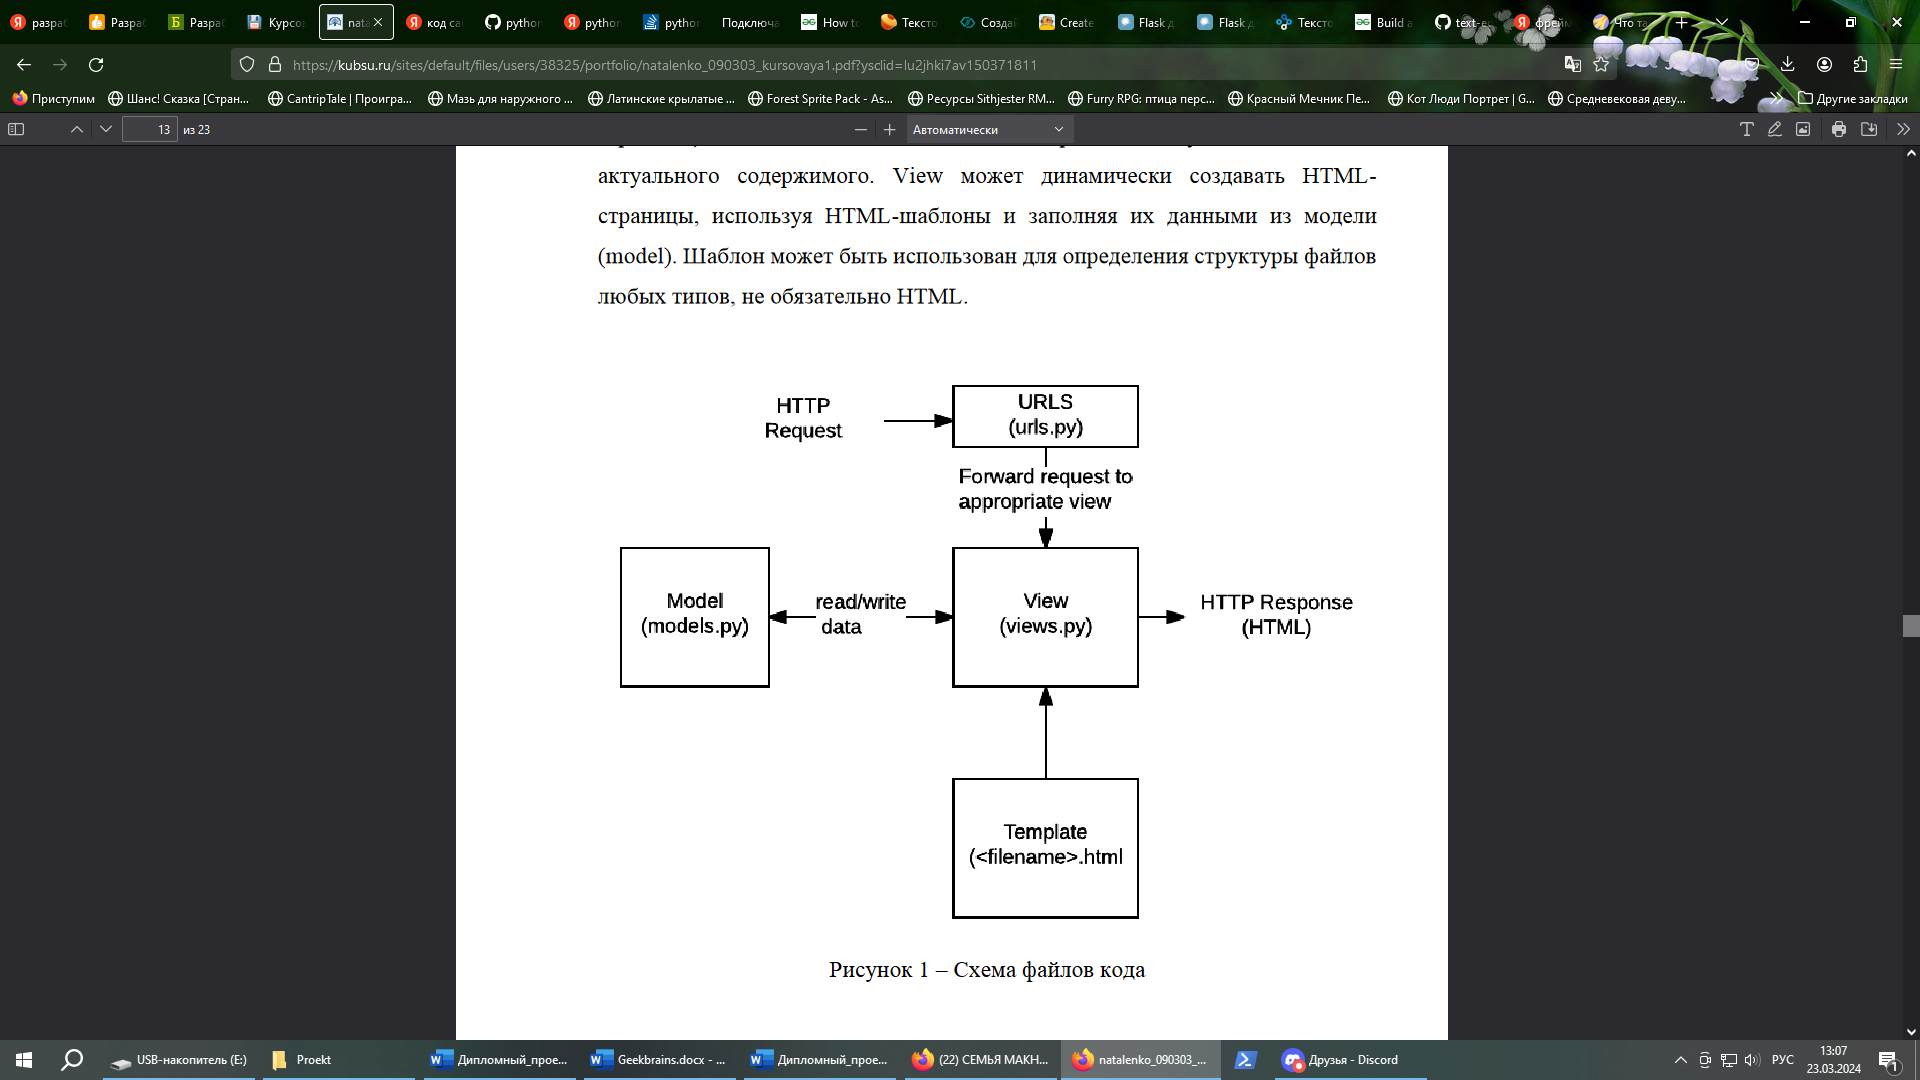 разраб
Разраб
Разраб
Курсов
nata
код са
python
python
python
Подключа
How to
Тексто
Создай
Create
Flask д
Flask д
Тексто
Build a
text-e
фрейм
Что та
https://kubsu.ru/sites/default/files/users/38325/portfolio/natalenko_090303_kursovaya1.pdf?ysclid=lu2jhki7av150371811
Приступим
Шанс! Сказка [Стран...
CantripTale | Проигра...
Мазь для наружного ...
Латинские крылатые ...
Forest Sprite Pack - As...
Ресурсы Sithjester RM...
Furry RPG: птица перс...
Красный Мечник Пе...
Кот Люди Портрет | G...
Средневековая деву...
Другие закладки
13 из 23
Автоматически
актуального содержимого. View может динамически создавать HTML-
страницы, используя HTML-шаблоны и заполняя их данными из модели
(model). Шаблон может быть использован для определения структуры файлов
любых типов, не обязательно HTML.
HTTP
Request
URLS
(urls.py)
Forward request to
appropriate view
Model
(models.py)
read/write
data
View
(views.py)
HTTP Response
(HTML)
Template
(<filename>.html
Рисунок 1 – Схема файлов кода
USB-накопитель (E:)
Proekt
Дипломный_прое...
Geekbrains.docx - ...
Дипломный_прое...
(22) СЕМЬЯ МАКН...
natalenko_090303_...
Друзья - Discord
РУС
13:07
23.03.2024
1